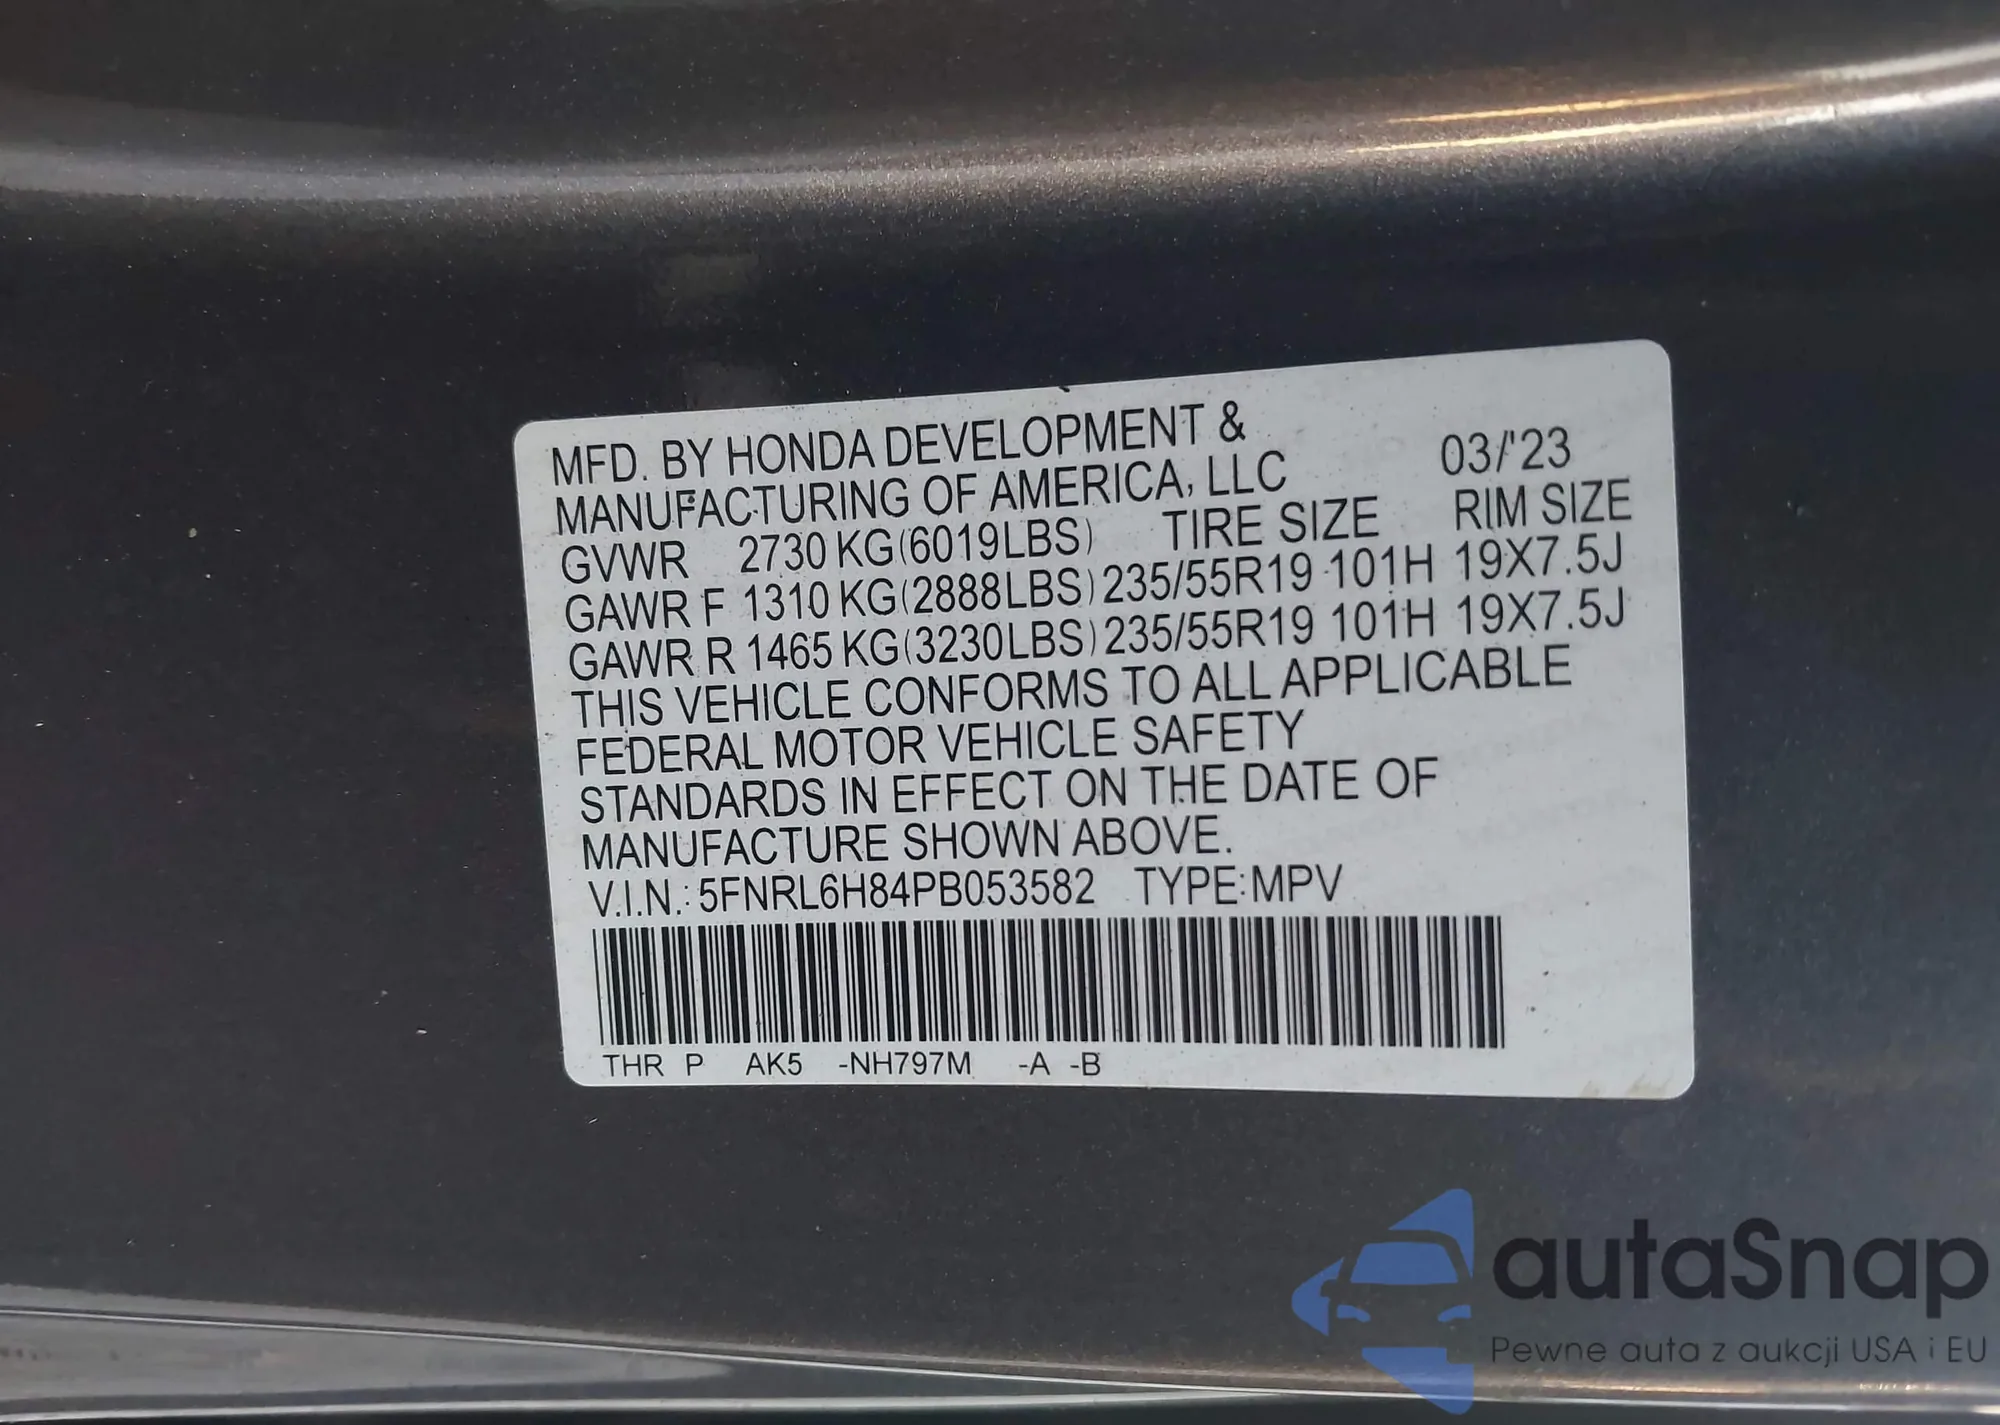 MFD. BY HONDA DEVELOPMENT &
MANUFACTURING OF AMERICA, LLC 03/'23
GVWR 2730 KG(6019LBS) TIRE SIZE RIM SIZE
GAWR F 1310 KG(2888LBS) 235/55R19 101H 19X7.5J
GAWR R 1465 KG(3230LBS) 235/55R19 101H 19X7.5J
THIS VEHICLE CONFORMS TO ALL APPLICABLE
FEDERAL MOTOR VEHICLE SAFETY
STANDARDS IN EFFECT ON THE DATE OF
MANUFACTURE SHOWN ABOVE.
V.I.N.: 5FNRL6H84PB053582 TYPE:MPV
THR P AK5 -NH797M -A -B
autaSnap
Pewne auta z aukcji USA i EU